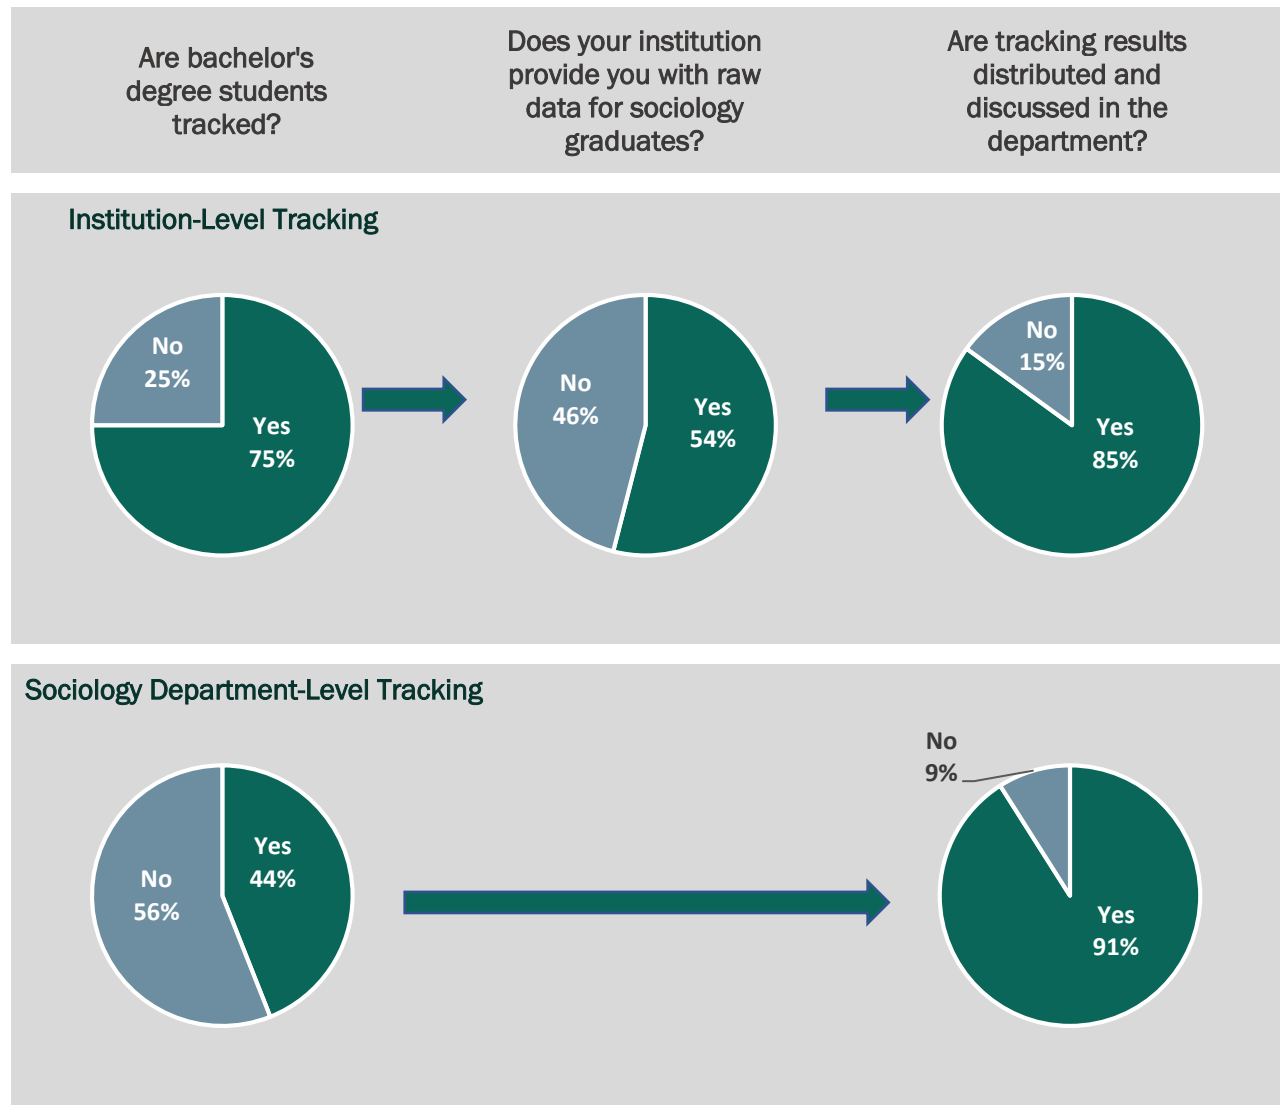 Are bachelor's
degree students
tracked?
Does your institution
provide you with raw
data for sociology
graduates?
Are tracking results
distributed and
discussed in the
department?
Institution-Level Tracking
No
25%
Yes
75%
No
46%
Yes
54%
No
15%
Yes
85%
Sociology Department-Level Tracking
No
56%
Yes
44%
No
9%
Yes
91%